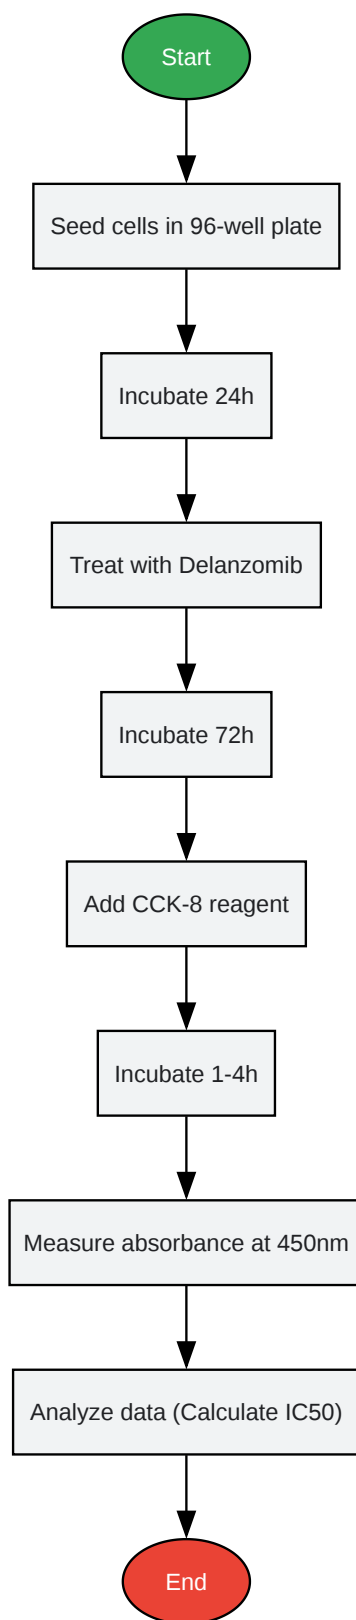 Start
Seed cells in 96-well plate
Incubate 24h
Treat with Delanzomib
Incubate 72h
Add CCK-8 reagent
Incubate 1-4h
Measure absorbance at 450nm
Analyze data (Calculate IC50)
End